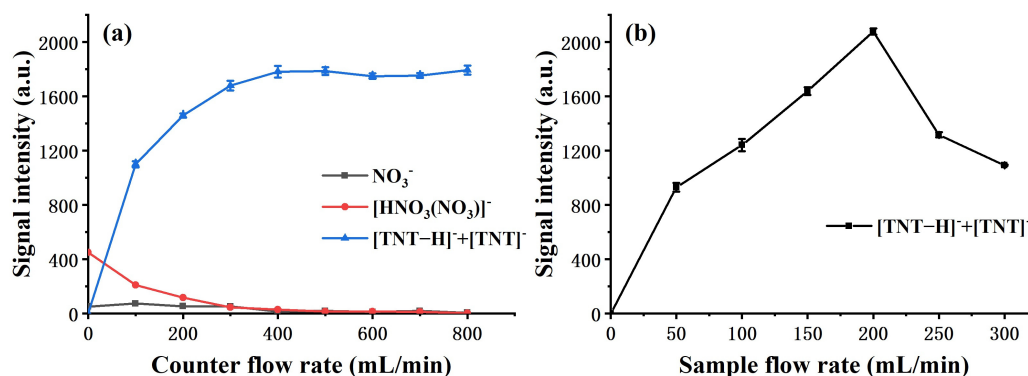 (a)
2000
1600
1200
800
400
0
Signal intensity (a.u.)
NO₃⁻
[HNO₃(NO₃)]⁻
[TNT−H]⁻+[TNT]⁻
0 200 400 600 800
Counter flow rate (mL/min)
(b)
2000
1600
1200
800
400
0
Signal intensity (a.u.)
[TNT−H]⁻+[TNT]⁻
0 50 100 150 200 250 300
Sample flow rate (mL/min)